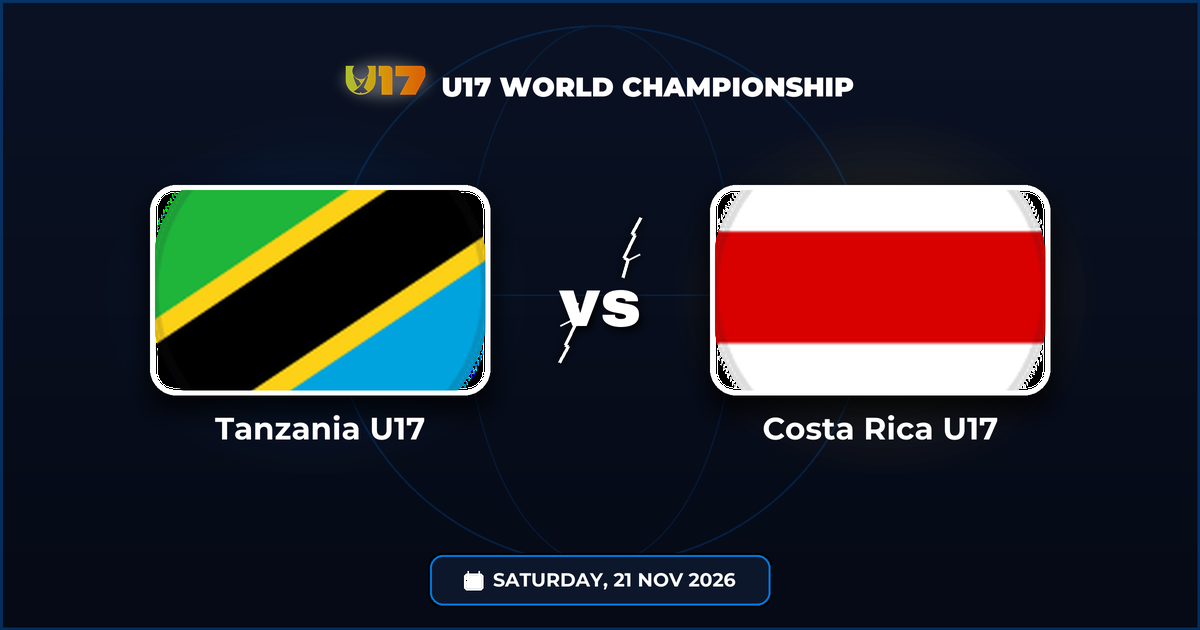 U17 U17 WORLD CHAMPIONSHIP
VS
Tanzania U17
Costa Rica U17
SATURDAY, 21 NOV 2026